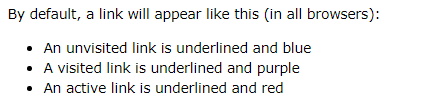 By default, a link will appear like this (in all browsers):
• An unvisited link is underlined and blue
• A visited link is underlined and purple
• An active link is underlined and red